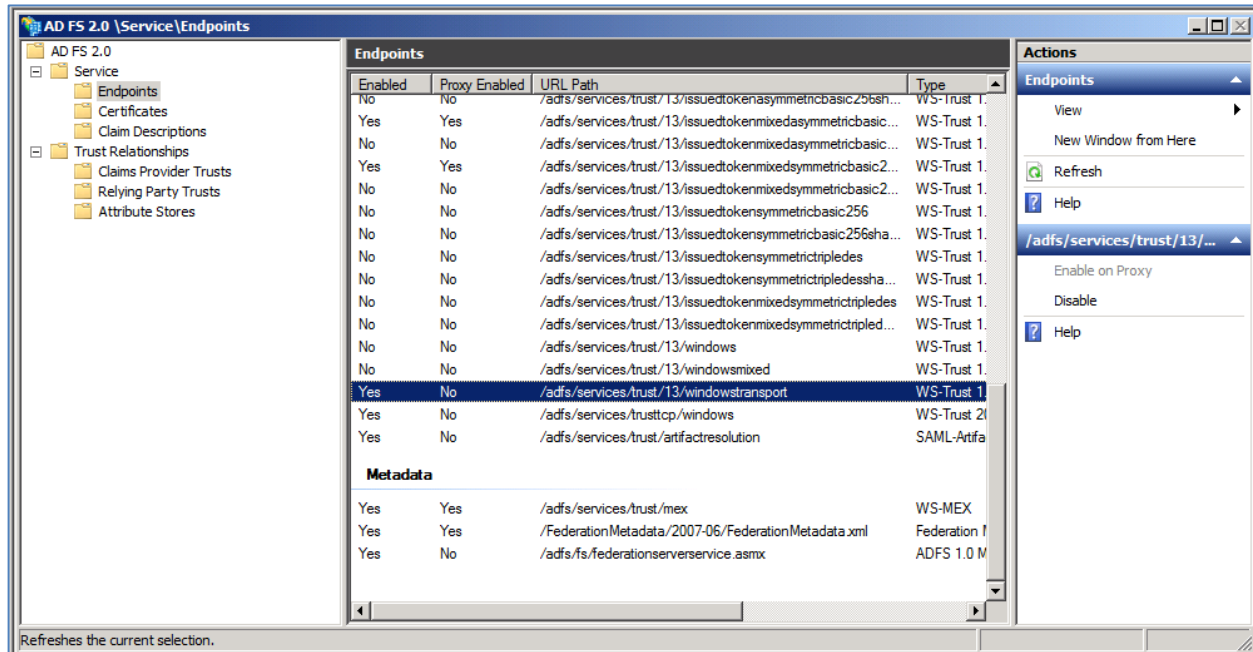 AD FS 2.0 \Service\Endpoints
AD FS 2.0
Service
Endpoints
Certificates
Claim Descriptions
Trust Relationships
Claims Provider Trusts
Relying Party Trusts
Attribute Stores
Endpoints
Enabled Proxy Enabled URL Path Type
No No /adfs/services/trust/13/issuedtokenasymmetricbasic256sh... WS-Trust 1.
Yes Yes /adfs/services/trust/13/issuedtokenmixedasymmetricbasic... WS-Trust 1.
No No /adfs/services/trust/13/issuedtokenmixedasymmetricbasic... WS-Trust 1.
Yes Yes /adfs/services/trust/13/issuedtokenmixedsymmetricbasic2... WS-Trust 1.
No No /adfs/services/trust/13/issuedtokenmixedsymmetricbasic2... WS-Trust 1.
No No /adfs/services/trust/13/issuedtokensymmetricbasic256 WS-Trust 1.
No No /adfs/services/trust/13/issuedtokensymmetricbasic256sha... WS-Trust 1.
No No /adfs/services/trust/13/issuedtokensymmetrictripledes WS-Trust 1.
No No /adfs/services/trust/13/issuedtokensymmetrictripledessha... WS-Trust 1.
No No /adfs/services/trust/13/issuedtokenmixedsymmetrictripledes WS-Trust 1.
No No /adfs/services/trust/13/issuedtokenmixedsymmetrictripled... WS-Trust 1.
No No /adfs/services/trust/13/windows WS-Trust 1.
No No /adfs/services/trust/13/windowsmixed WS-Trust 1.
Yes No /adfs/services/trust/13/windowstransport WS-Trust 1.
Yes No /adfs/services/trusttcp/windows WS-Trust 20
Yes No /adfs/services/trust/artifactresolution SAML-Artifa
Metadata
Yes Yes /adfs/services/trust/mex WS-MEX
Yes Yes /FederationMetadata/2007-06/FederationMetadata.xml Federation M
Yes No /adfs/fs/federationserverservice.asmx ADFS 1.0 M
Actions
Endpoints
View
New Window from Here
Refresh
Help
/adfs/services/trust/13/...
Enable on Proxy
Disable
Help
Refreshes the current selection.